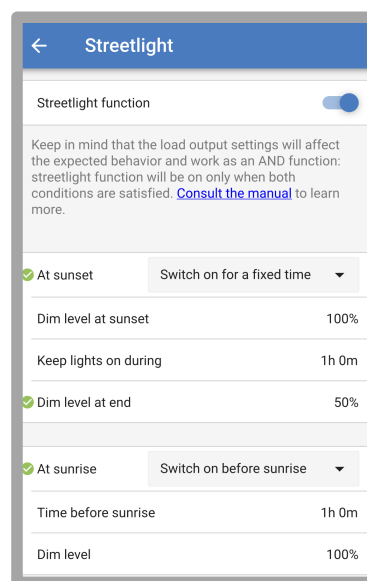 Streetlight
Streetlight function
Keep in mind that the load output settings will affect
the expected behavior and work as an AND function:
streetlight function will be on only when both
conditions are satisfied. Consult the manual to learn
more.
At sunset Switch on for a fixed time
Dim level at sunset 100%
Keep lights on during 1h 0m
Dim level at end 50%
At sunrise Switch on before sunrise
Time before sunrise 1h 0m
Dim level 100%